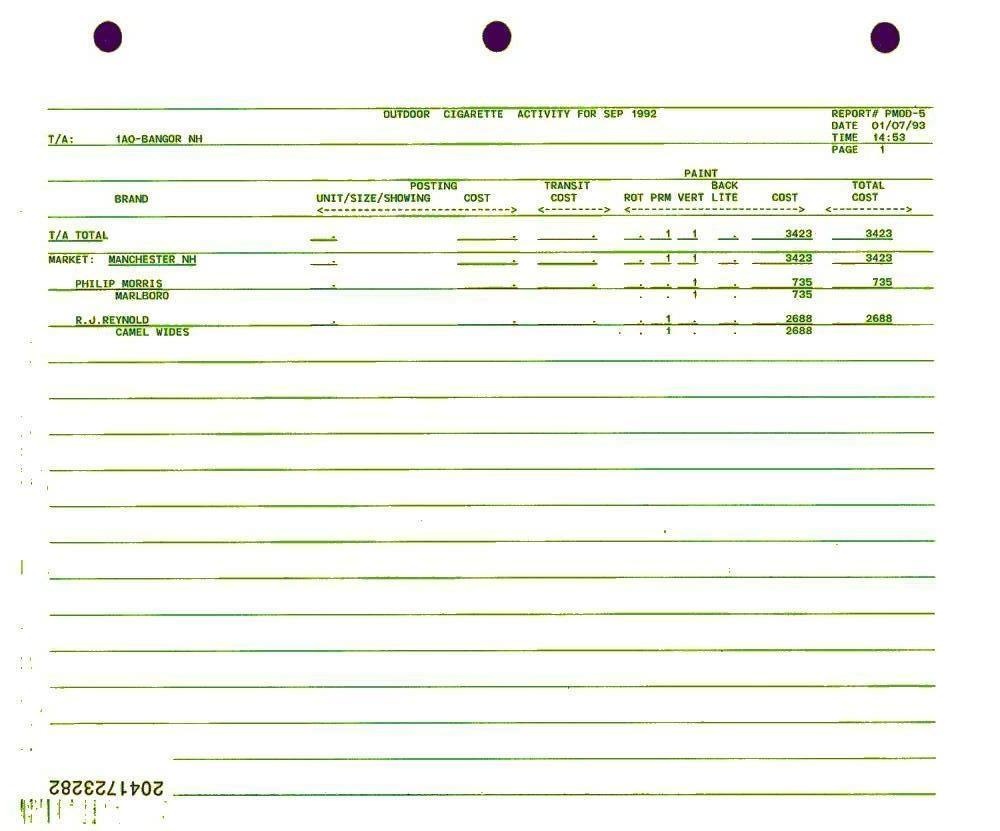 OUTDOOR CIGARETTE ACTIVITY FOR SEP 1992 REPORT# PMOD-5
DATE 01/07/93
T/A: 1AO-BANGOR NH TIME 14:53
PAGE 1
PAINT
POSTING TRANSIT BACK TOTAL
BRAND UNIT/SIZE/SHOWING COST COST ROT PRM VERT LITE COST COST
<--------------------------> <---------> <------------------------> <----------->
T/A TOTAL . . . . 1 1 . 3423 3423
MARKET: MANCHESTER NH . . . . 1 1 . 3423 3423
PHILIP MORRIS . . . . . 1 . 735 735
MARLBORO . . 1 . 735
R.J.REYNOLD . . . . 1 . . 2688 2688
CAMEL WIDES . . 1 . . 2688
2041723282